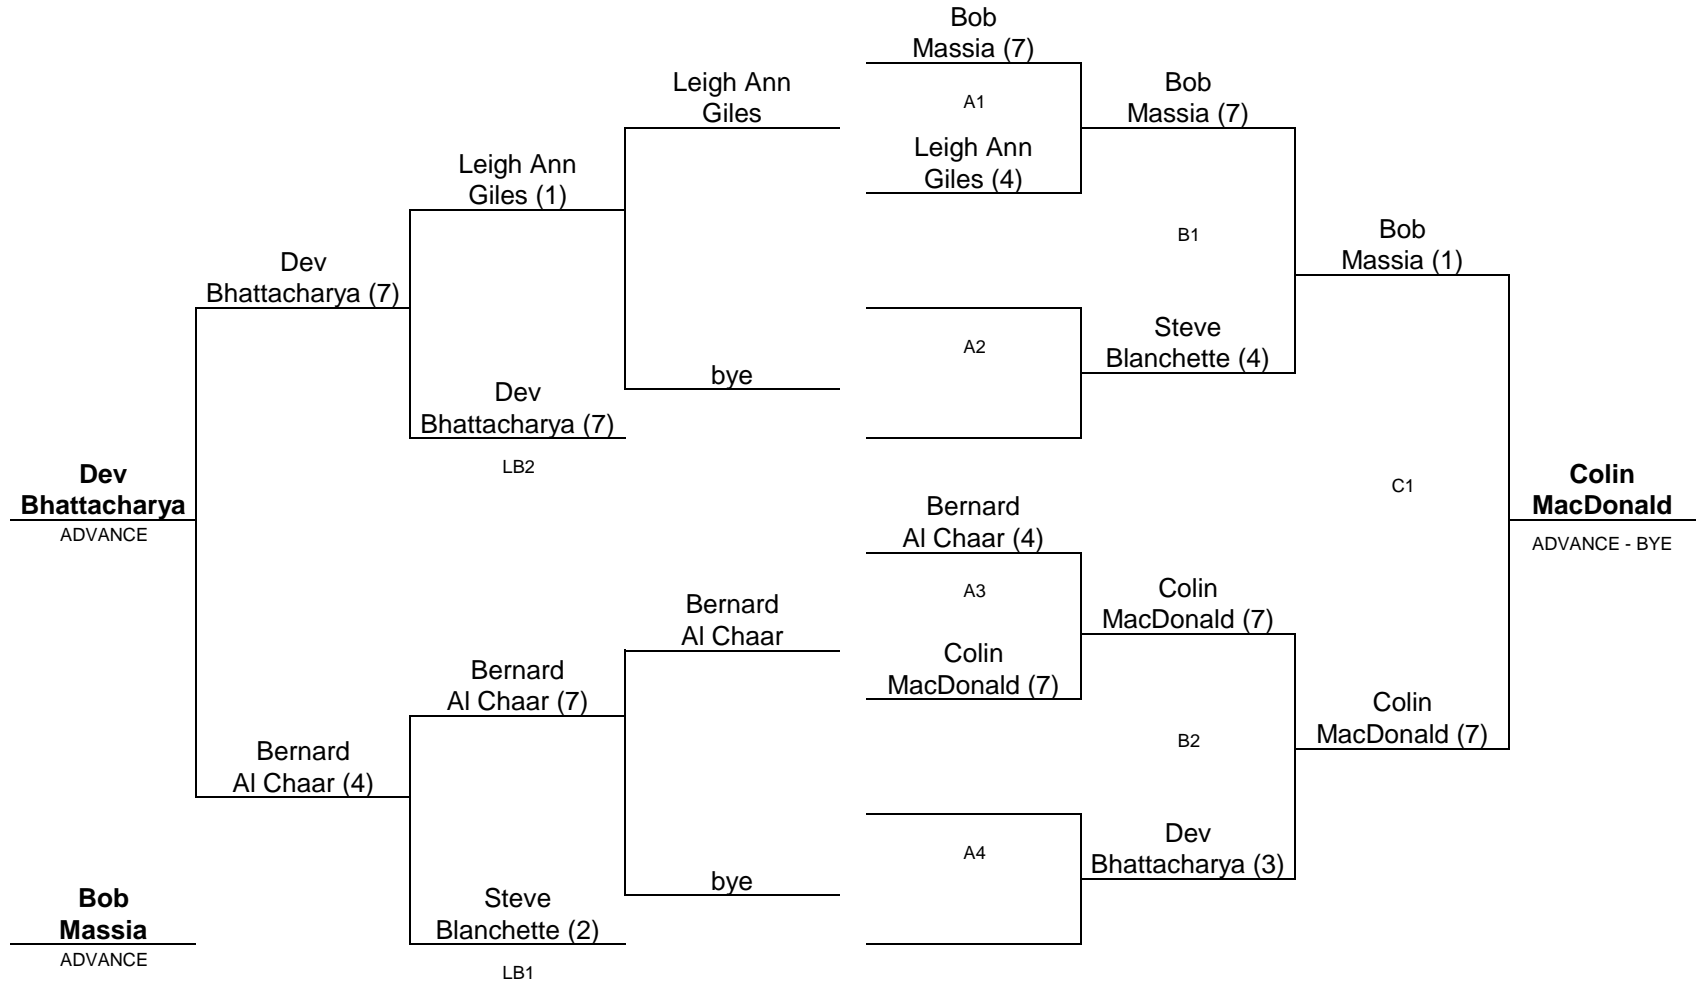 Bob
Massia (7)
Leigh Ann
Giles
A1
Bob
Massia (7)
Leigh Ann
Giles (1)
Leigh Ann
Giles (4)
Dev
Bhattacharya (7)
B1
Bob
Massia (1)
A2
Steve
Blanchette (4)
bye
Dev
Bhattacharya (7)
LB2
Dev
Bhattacharya
ADVANCE
C1
Colin
MacDonald
ADVANCE - BYE
Bernard
Al Chaar (4)
A3
Bernard
Al Chaar
Colin
MacDonald (7)
Colin
MacDonald (7)
Bernard
Al Chaar (7)
Colin
MacDonald (7)
B2
Bernard
Al Chaar (4)
A4
Dev
Bhattacharya (3)
bye
Bob
Massia
ADVANCE
Steve
Blanchette (2)
LB1